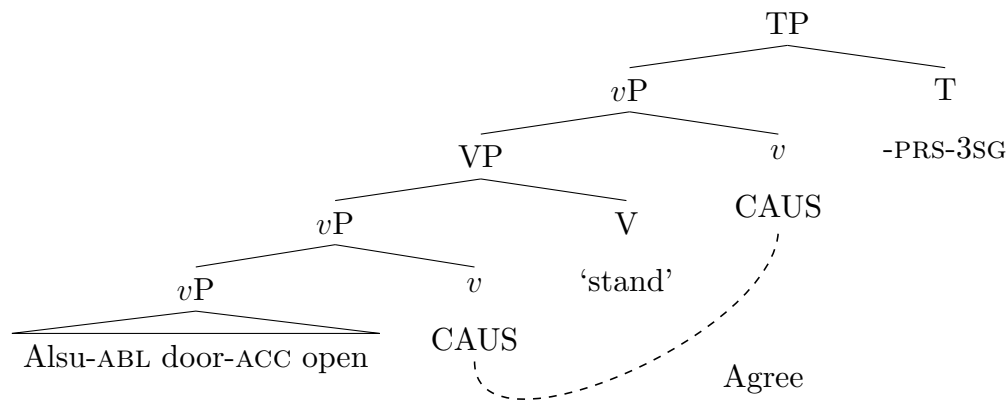 TP
vP T
VP v -PRS-3SG
vP V CAUS
vP v ‘stand’
Alsu-ABL door-ACC open CAUS
Agree